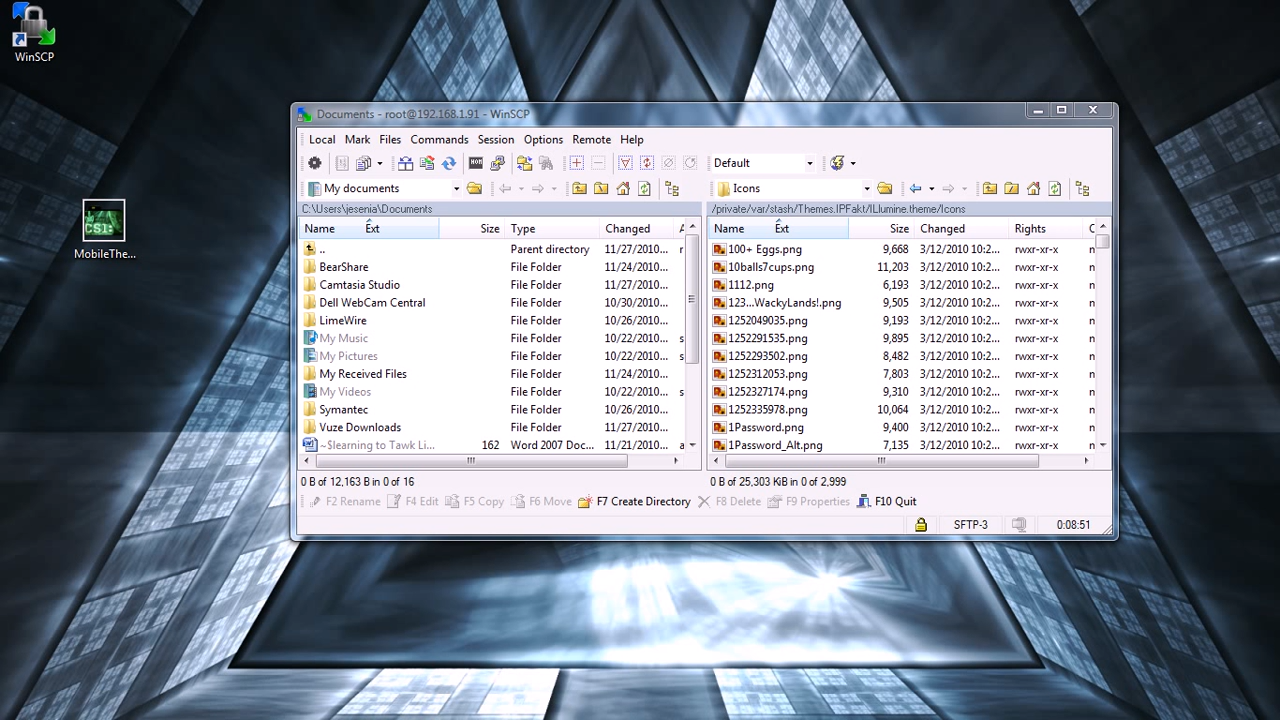 WinSCP
MobileThe...
CSI:
Documents - root@192.168.1.91 - WinSCP
Local Mark Files Commands Session Options Remote Help
Default
My documents
Icons
C:\Users\jesenia\Documents
/private/var/stash/Themes.IPFakt/ILlumine.theme/Icons
Name Ext Size Type Changed A
Name Ext Size Changed Rights O
.. Parent directory 11/27/2010... r
100+ Eggs.png 9,668 3/12/2010 10:2... rwxr-xr-x
BearShare File Folder 11/24/2010...
10balls7cups.png 11,203 3/12/2010 10:2... rwxr-xr-x
Camtasia Studio File Folder 11/27/2010...
1112.png 6,193 3/12/2010 10:2... rwxr-xr-x
Dell WebCam Central File Folder 10/30/2010...
123...WackyLands!.png 9,505 3/12/2010 10:2... rwxr-xr-x
LimeWire File Folder 10/26/2010...
1252049035.png 9,193 3/12/2010 10:2... rwxr-xr-x
My Music File Folder 10/22/2010... s
1252291535.png 9,895 3/12/2010 10:2... rwxr-xr-x
My Pictures File Folder 10/22/2010... s
1252293502.png 8,482 3/12/2010 10:2... rwxr-xr-x
My Received Files File Folder 11/24/2010...
1252312053.png 7,803 3/12/2010 10:2... rwxr-xr-x
My Videos File Folder 10/22/2010... s
1252327174.png 9,310 3/12/2010 10:2... rwxr-xr-x
Symantec File Folder 10/26/2010...
1252335978.png 10,064 3/12/2010 10:2... rwxr-xr-x
Vuze Downloads File Folder 11/27/2010...
1Password.png 9,400 3/12/2010 10:2... rwxr-xr-x
~$learning to Tawk Li... 162 Word 2007 Doc... 11/21/2010... a
1Password_Alt.png 7,135 3/12/2010 10:2... rwxr-xr-x
0 B of 12,163 B in 0 of 16
0 B of 25,303 KiB in 0 of 2,999
F2 Rename F4 Edit F5 Copy F6 Move F7 Create Directory F8 Delete F9 Properties F10 Quit
SFTP-3 0:08:51